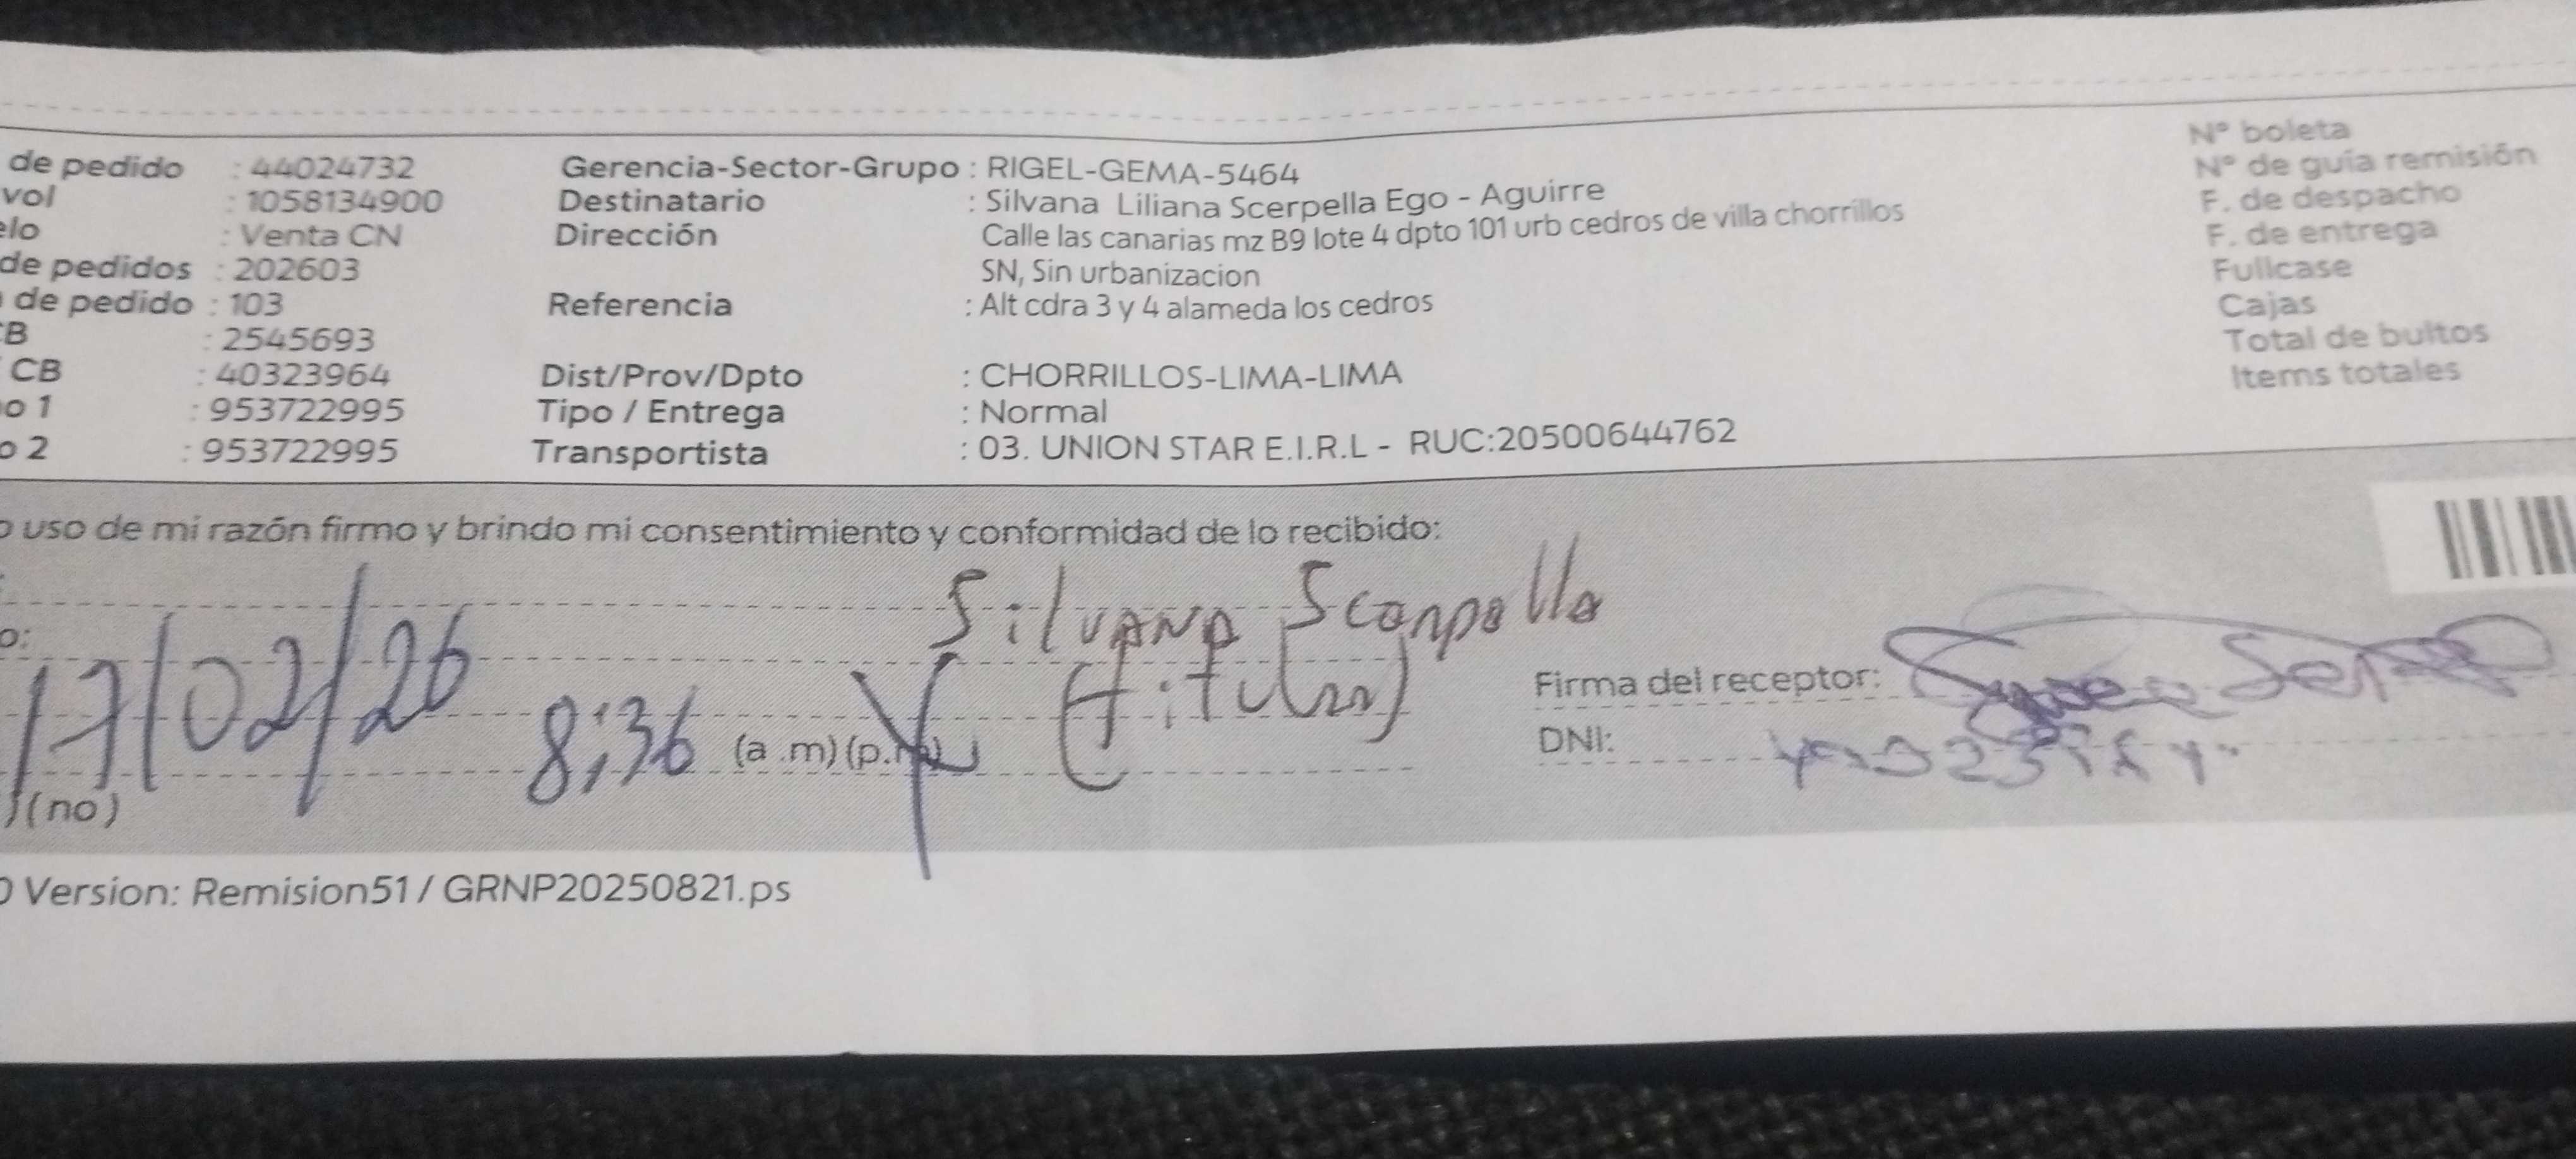 de pedido : 44024732 Gerencia-Sector-Grupo : RIGEL-GEMA-5464 N° boleta
vol : 1058134900 Destinatario : Silvana Liliana Scerpella Ego - Aguirre N° de guía remisión
elo : Venta CN Dirección Calle las canarias mz B9 lote 4 dpto 101 urb cedros de villa chorrillos F. de despacho
de pedidos : 202603 SN, Sin urbanizacion F. de entrega
de pedido : 103 Referencia : Alt cdra 3 y 4 alameda los cedros Fullcase
CB : 2545693 Cajas
CB : 40323964 Dist/Prov/Dpto : CHORRILLOS-LIMA-LIMA Total de bultos
o 1 : 953722995 Tipo / Entrega : Normal Items totales
o 2 : 953722995 Transportista : 03. UNION STAR E.I.R.L - RUC:20500644762
uso de mi razón firmo y brindo mi consentimiento y conformidad de lo recibido:
o: Silvana Scarpella
17/02/26 8:36 (a .m) (p.m) (titular) Firma del receptor:
DNI:
) (no)
Version: Remision51 / GRNP20250821.ps